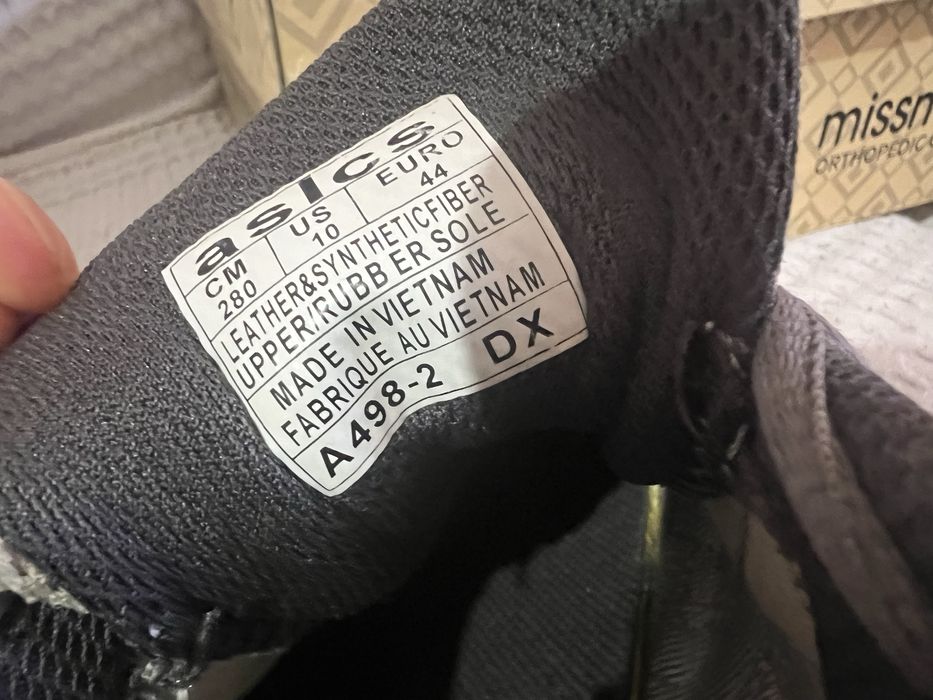 asics
CM US EURO
280 10 44
LEATHER&SYNTHETICFIBER
UPPER/RUBBER SOLE
MADE IN VIETNAM
FABRIQUE AU VIETNAM
A498-2 DX
missm
ORTHOPEDIC